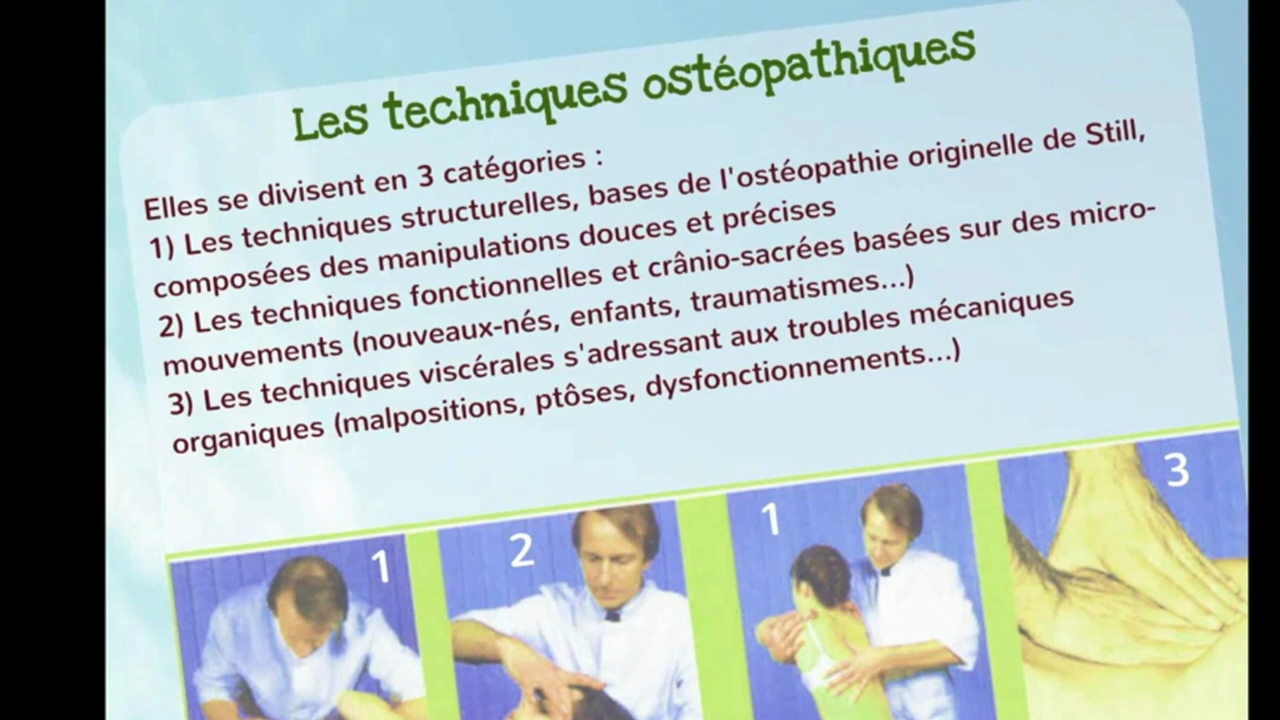 Les techniques ostéopathiques
Elles se divisent en 3 catégories :
1) Les techniques structurelles, bases de l'ostéopathie originelle de Still,
composées des manipulations douces et précises
2) Les techniques fonctionnelles et crânio-sacrées basées sur des micro-
mouvements (nouveaux-nés, enfants, traumatismes...)
3) Les techniques viscérales s'adressant aux troubles mécaniques
organiques (malpositions, ptôses, dysfonctionnements...)
1
2
1
3